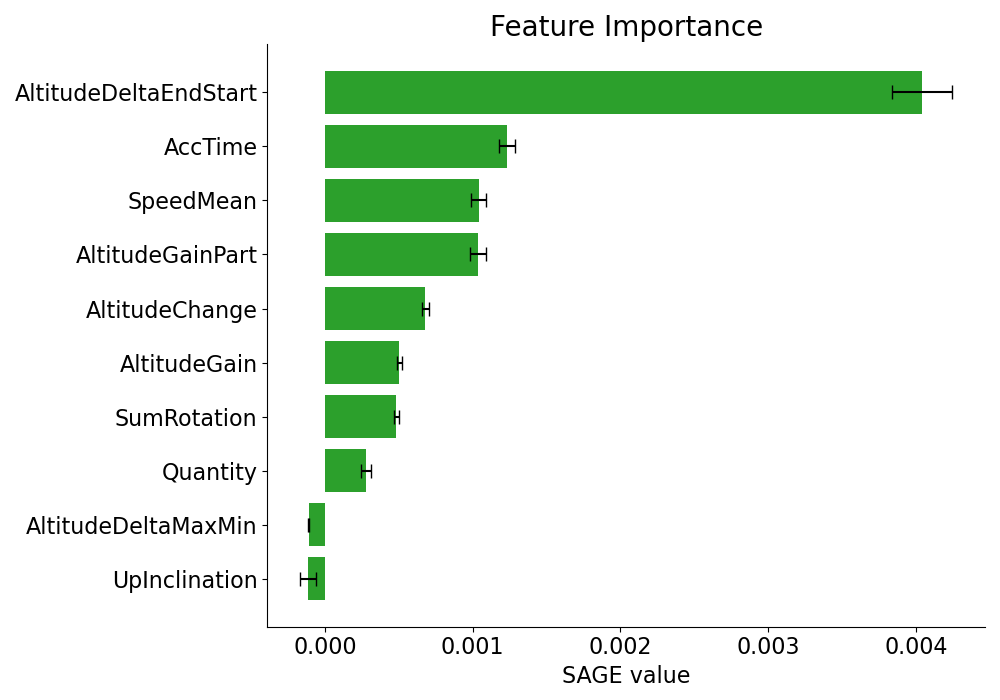 Feature Importance
AltitudeDeltaEndStart
AccTime
SpeedMean
AltitudeGainPart
AltitudeChange
AltitudeGain
SumRotation
Quantity
AltitudeDeltaMaxMin
UpInclination
0.000 0.001 0.002 0.003 0.004
SAGE value